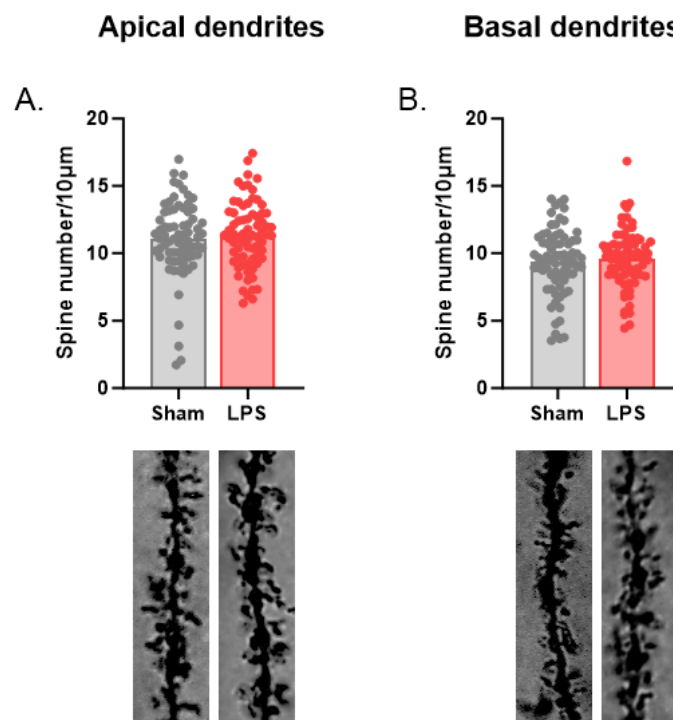 Apical dendrites
Basal dendrites
A.
20
15
10
5
0
Spine number/10µm
Sham
LPS
B.
20
15
10
5
0
Spine number/10µm
Sham
LPS